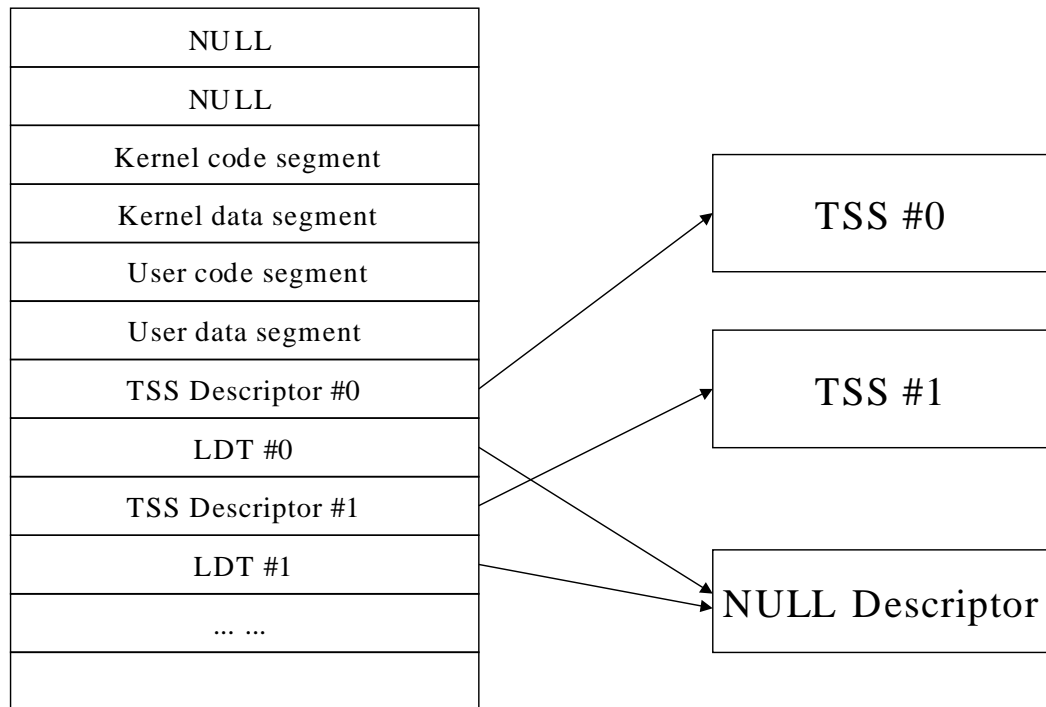 NULL
NULL
Kernel code segment
Kernel data segment
User code segment
User data segment
TSS Descriptor #0
LDT #0
TSS Descriptor #1
LDT #1
... ...
TSS #0
TSS #1
NULL Descriptor